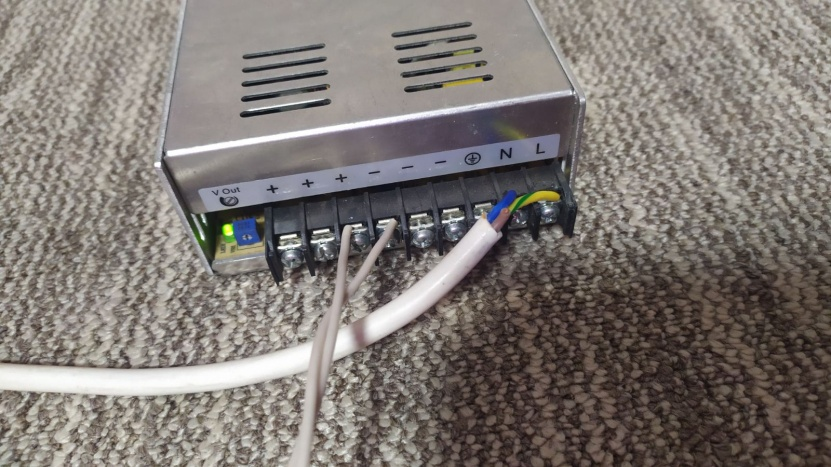 V Out + + + - - - ⏚ N L